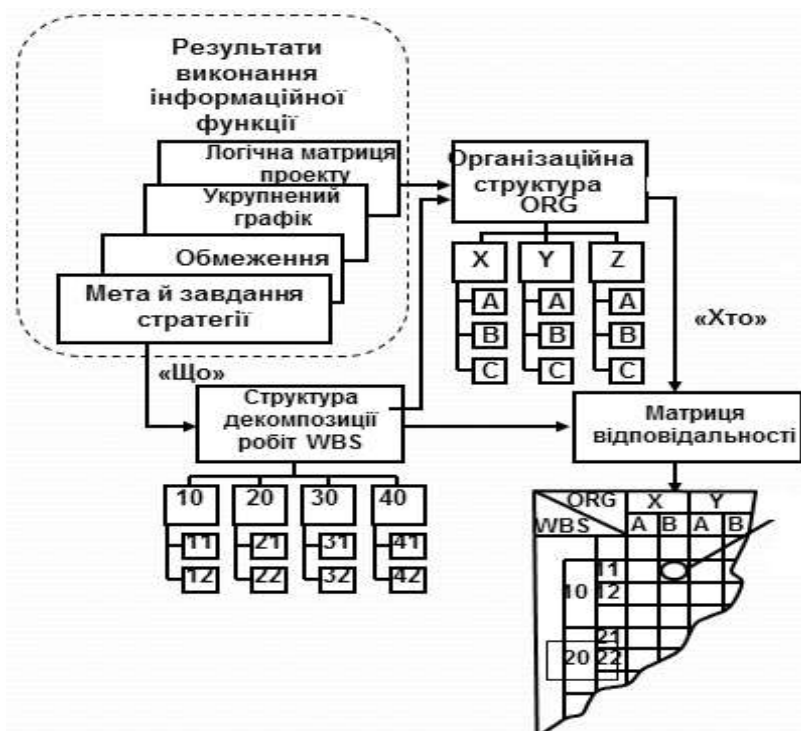 Результати
виконання
інформаційної
функції
Логічна матриця
проекту
Укрупнений
графік
Обмеження
Мета й завдання
стратегії
Організаційна
структура
ORG
X Y Z
A A A
B B B
C C C
«Хто»
«Що»
Структура
декомпозиції
робіт WBS
Матриця
відповідальності
10 20 30 40
11 21 31 41
12 22 32 42
ORG X Y
WBS A B A B
11
10 12
21
20 22